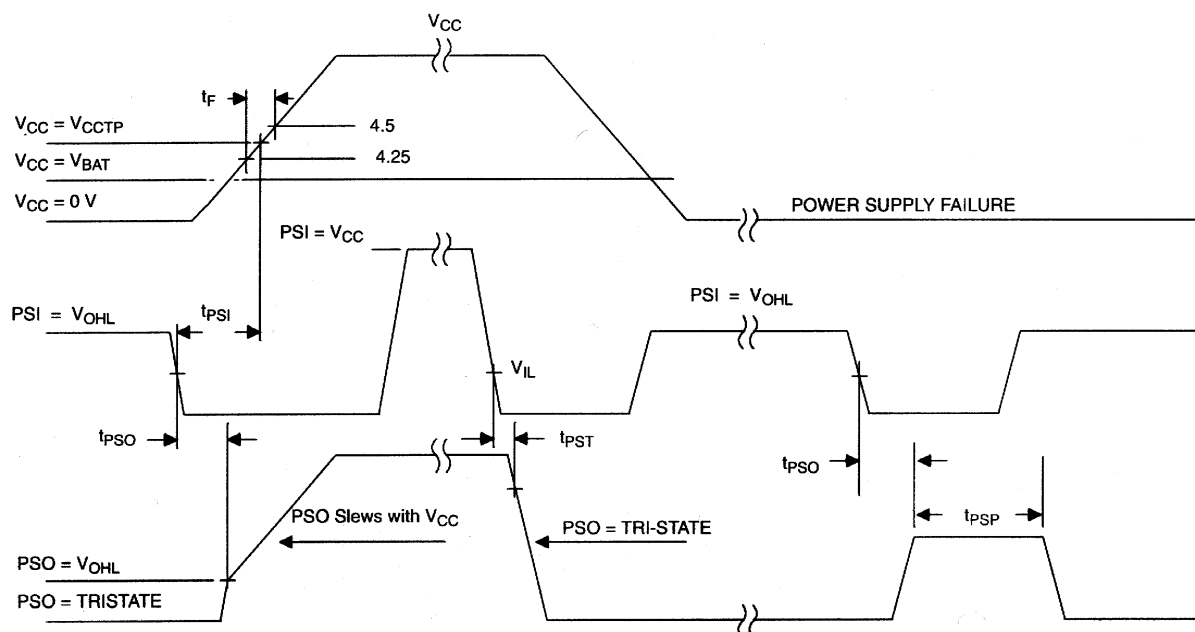 V_CC
t_F
V_CC = V_CCTP
4.5
V_CC = V_BAT
4.25
V_CC = 0 V
POWER SUPPLY FAILURE
PSI = V_CC
PSI = V_OHL
t_PSI
PSI = V_OHL
V_IL
t_PSO
t_PST
t_PSO
PSO Slews with V_CC
PSO = TRI-STATE
t_PSP
PSO = V_OHL
PSO = TRISTATE